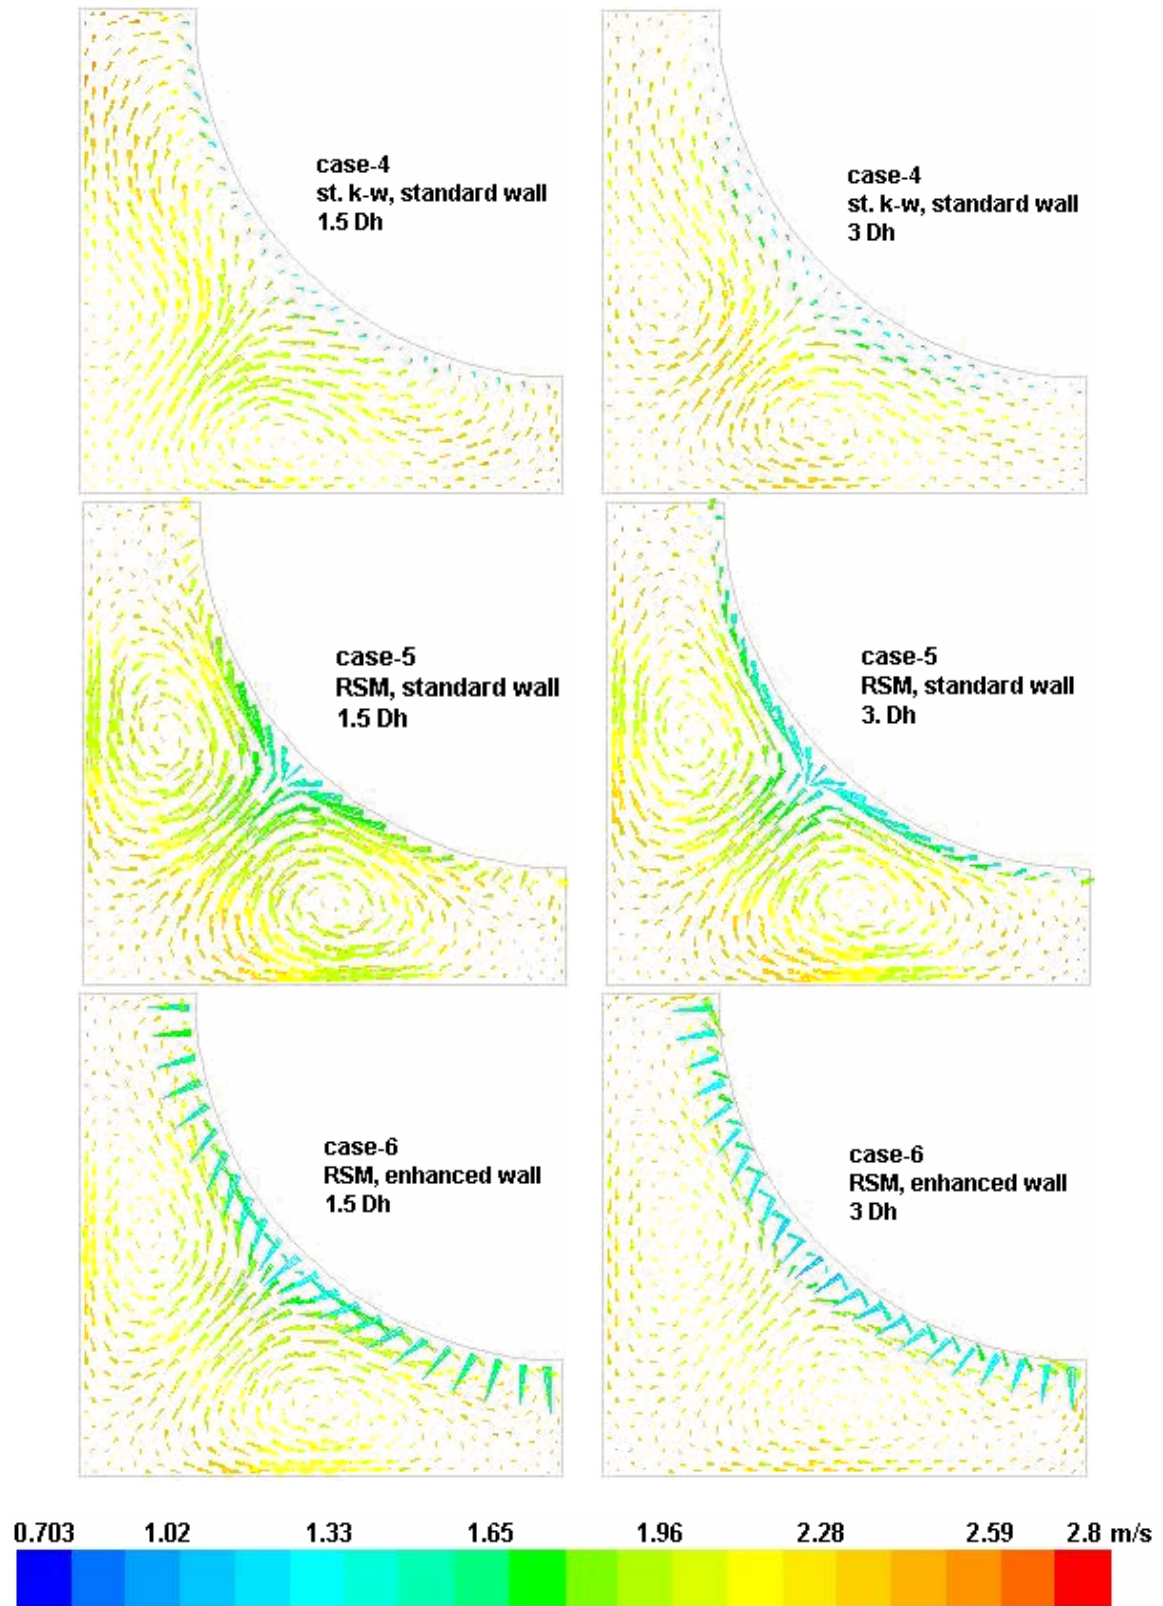 case-4
st. k-w, standard wall
1.5 Dh
case-4
st. k-w, standard wall
3 Dh
case-5
RSM, standard wall
1.5 Dh
case-5
RSM, standard wall
3. Dh
case-6
RSM, enhanced wall
1.5 Dh
case-6
RSM, enhanced wall
3 Dh
0.703 1.02 1.33 1.65 1.96 2.28 2.59 2.8 m/s